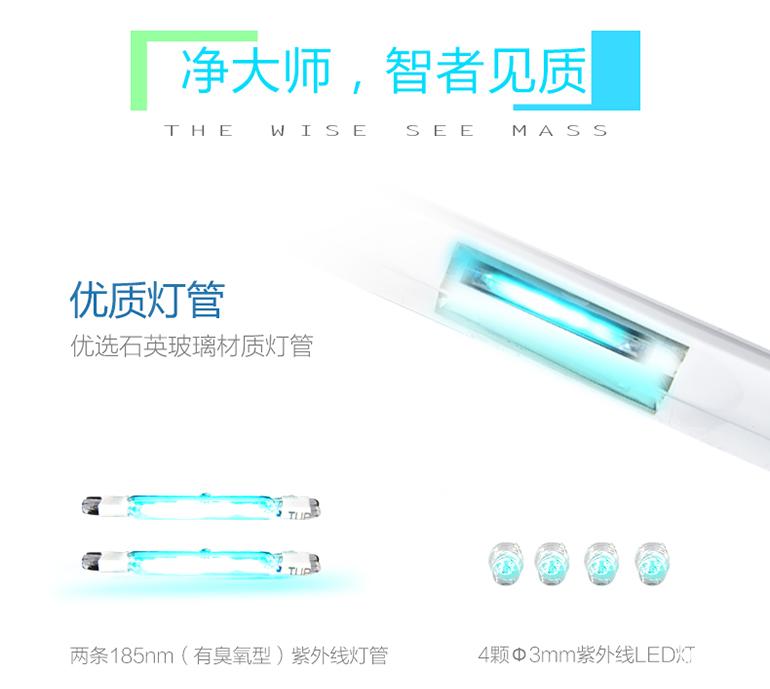 净大师，智者见质
THE WISE SEE MASS
优质灯管
优选石英玻璃材质灯管
TUP
TUP
两条185nm（有臭氧型）紫外线灯管
4颗Φ3mm紫外线LED灯